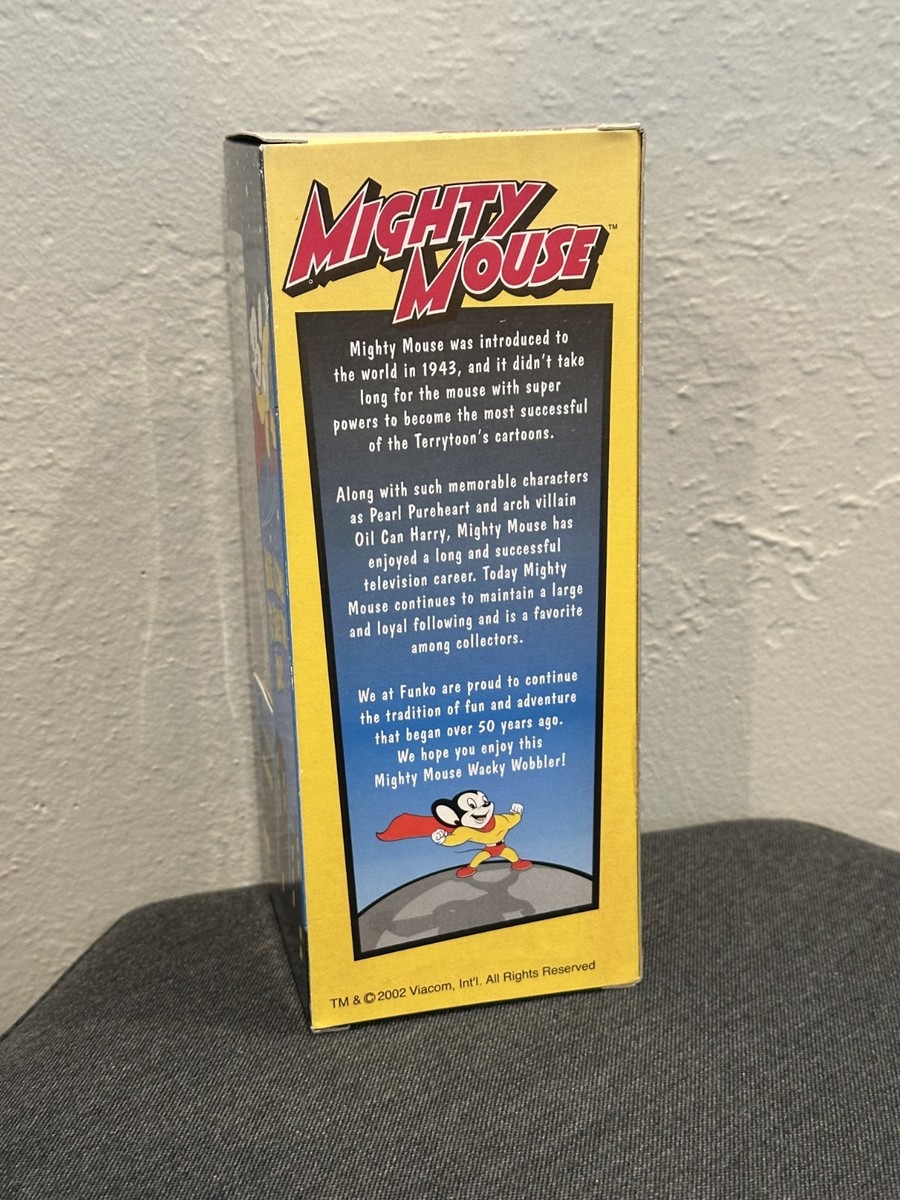 MIGHTY
MOUSE™
Mighty Mouse was introduced to
the world in 1943, and it didn't take
long for the mouse with super
powers to become the most successful
of the Terrytoon's cartoons.
Along with such memorable characters
as Pearl Pureheart and arch villain
Oil Can Harry, Mighty Mouse has
enjoyed a long and successful
television career. Today Mighty
Mouse continues to maintain a large
and loyal following and is a favorite
among collectors.
We at Funko are proud to continue
the tradition of fun and adventure
that began over 50 years ago.
We hope you enjoy this
Mighty Mouse Wacky Wobbler!
TM & © 2002 Viacom, Int'l. All Rights Reserved